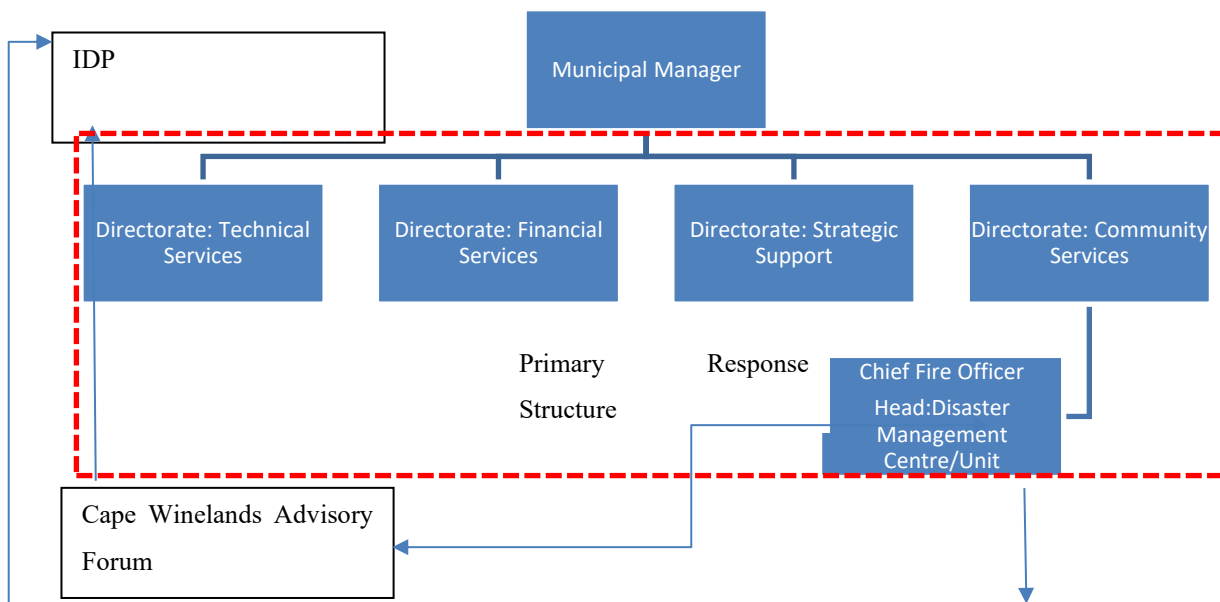 IDP
Municipal Manager
Directorate: Technical
Services
Directorate: Financial
Services
Directorate: Strategic
Support
Directorate: Community
Services
Primary Response
Structure
Chief Fire Officer
Head:Disaster
Management
Centre/Unit
Cape Winelands Advisory
Forum